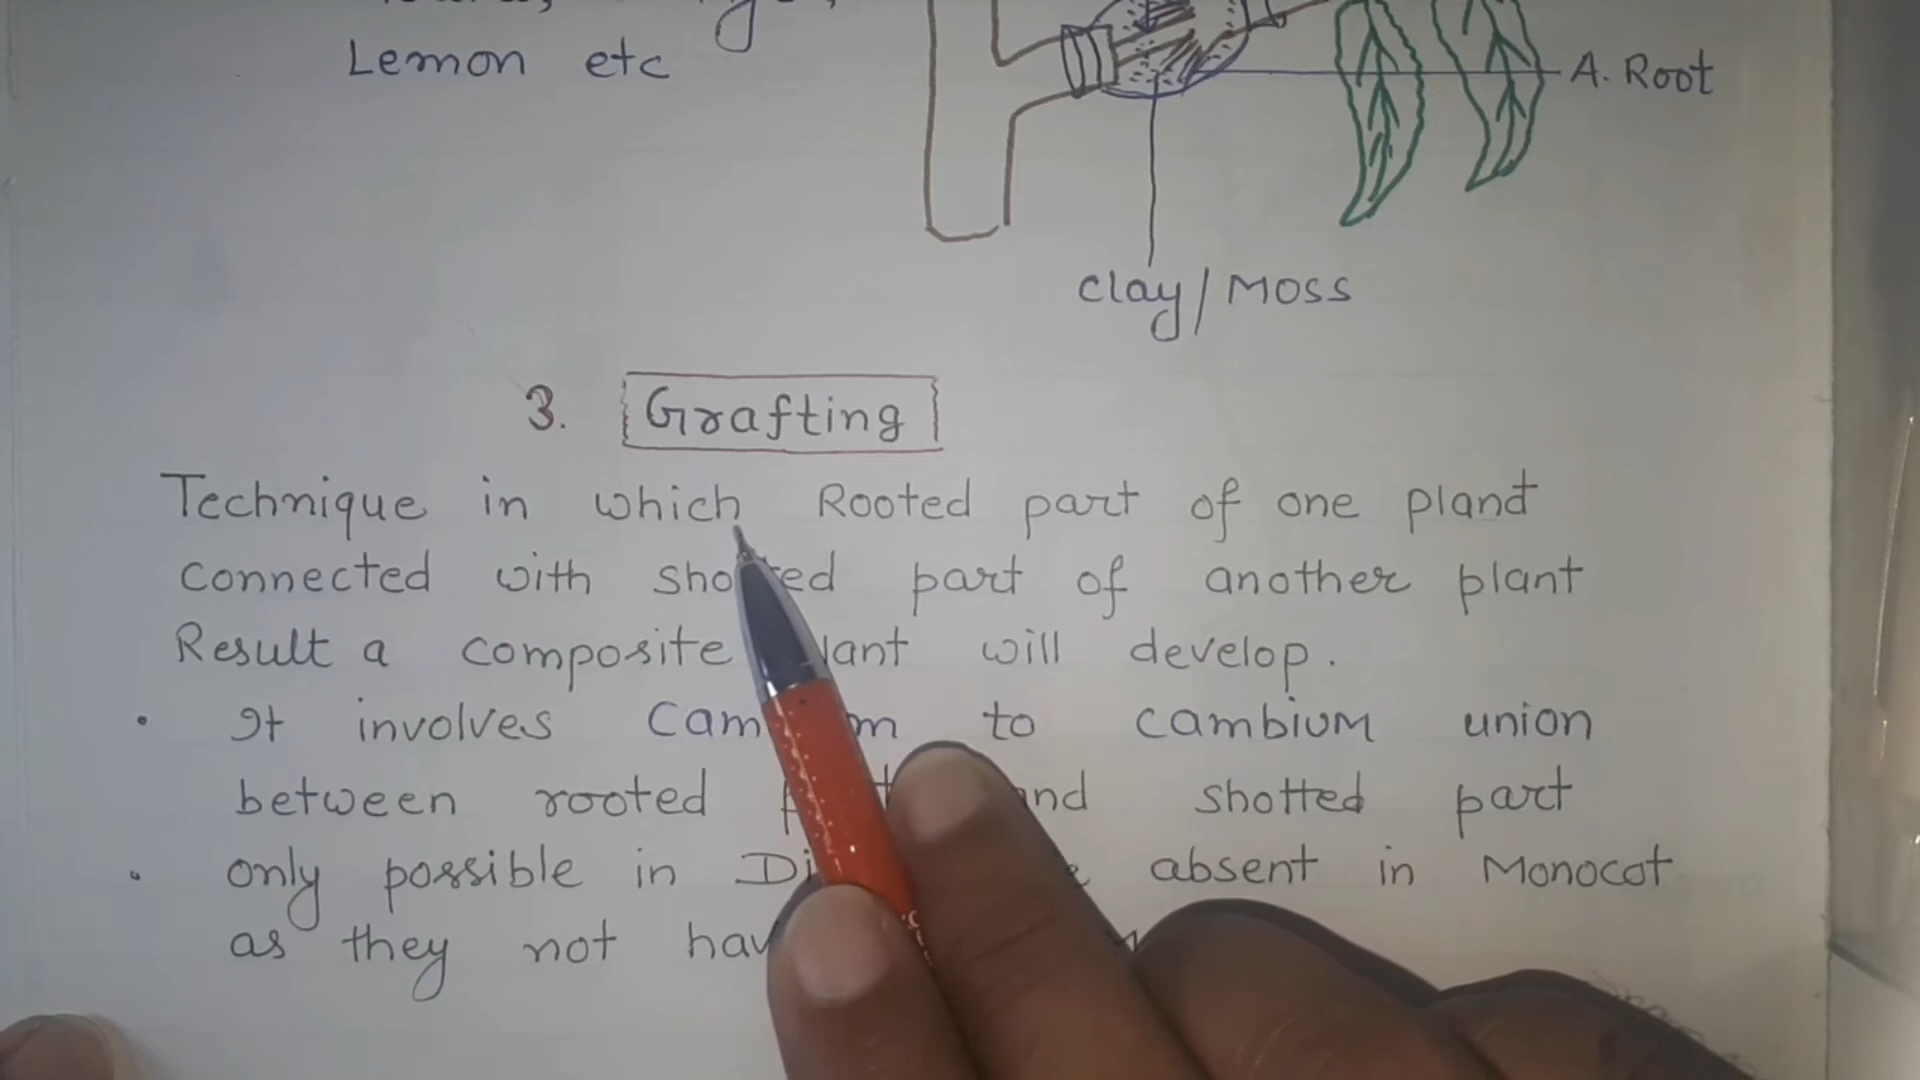 Lemon etc
A. Root
Clay/Moss
3. Grafting
Technique in which Rooted part of one pland
connected with part of another plant
Result a composite will develop.
• It involves to cambium union
between rooted shotted part
• only possible in absent in Monocot
as they not